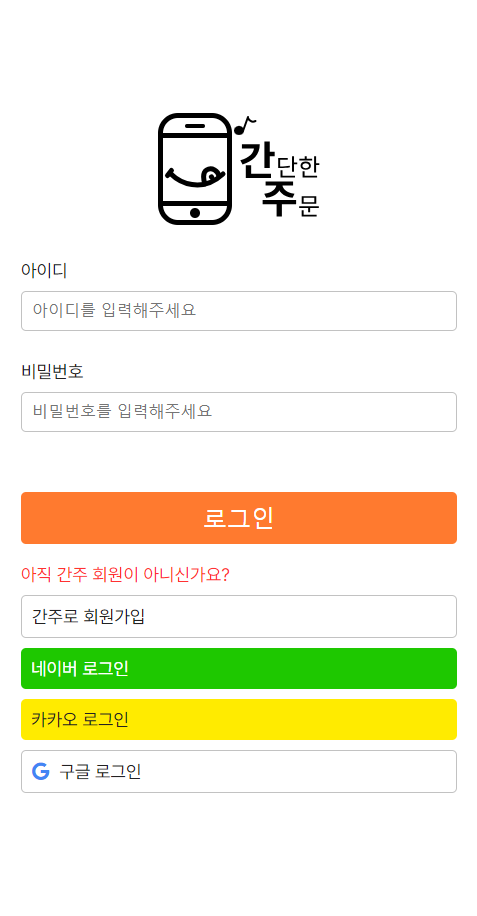 간단한
주문
아이디
아이디를 입력해주세요
비밀번호
비밀번호를 입력해주세요
로그인
아직 간주 회원이 아니신가요?
간주로 회원가입
네이버 로그인
카카오 로그인
G 구글 로그인